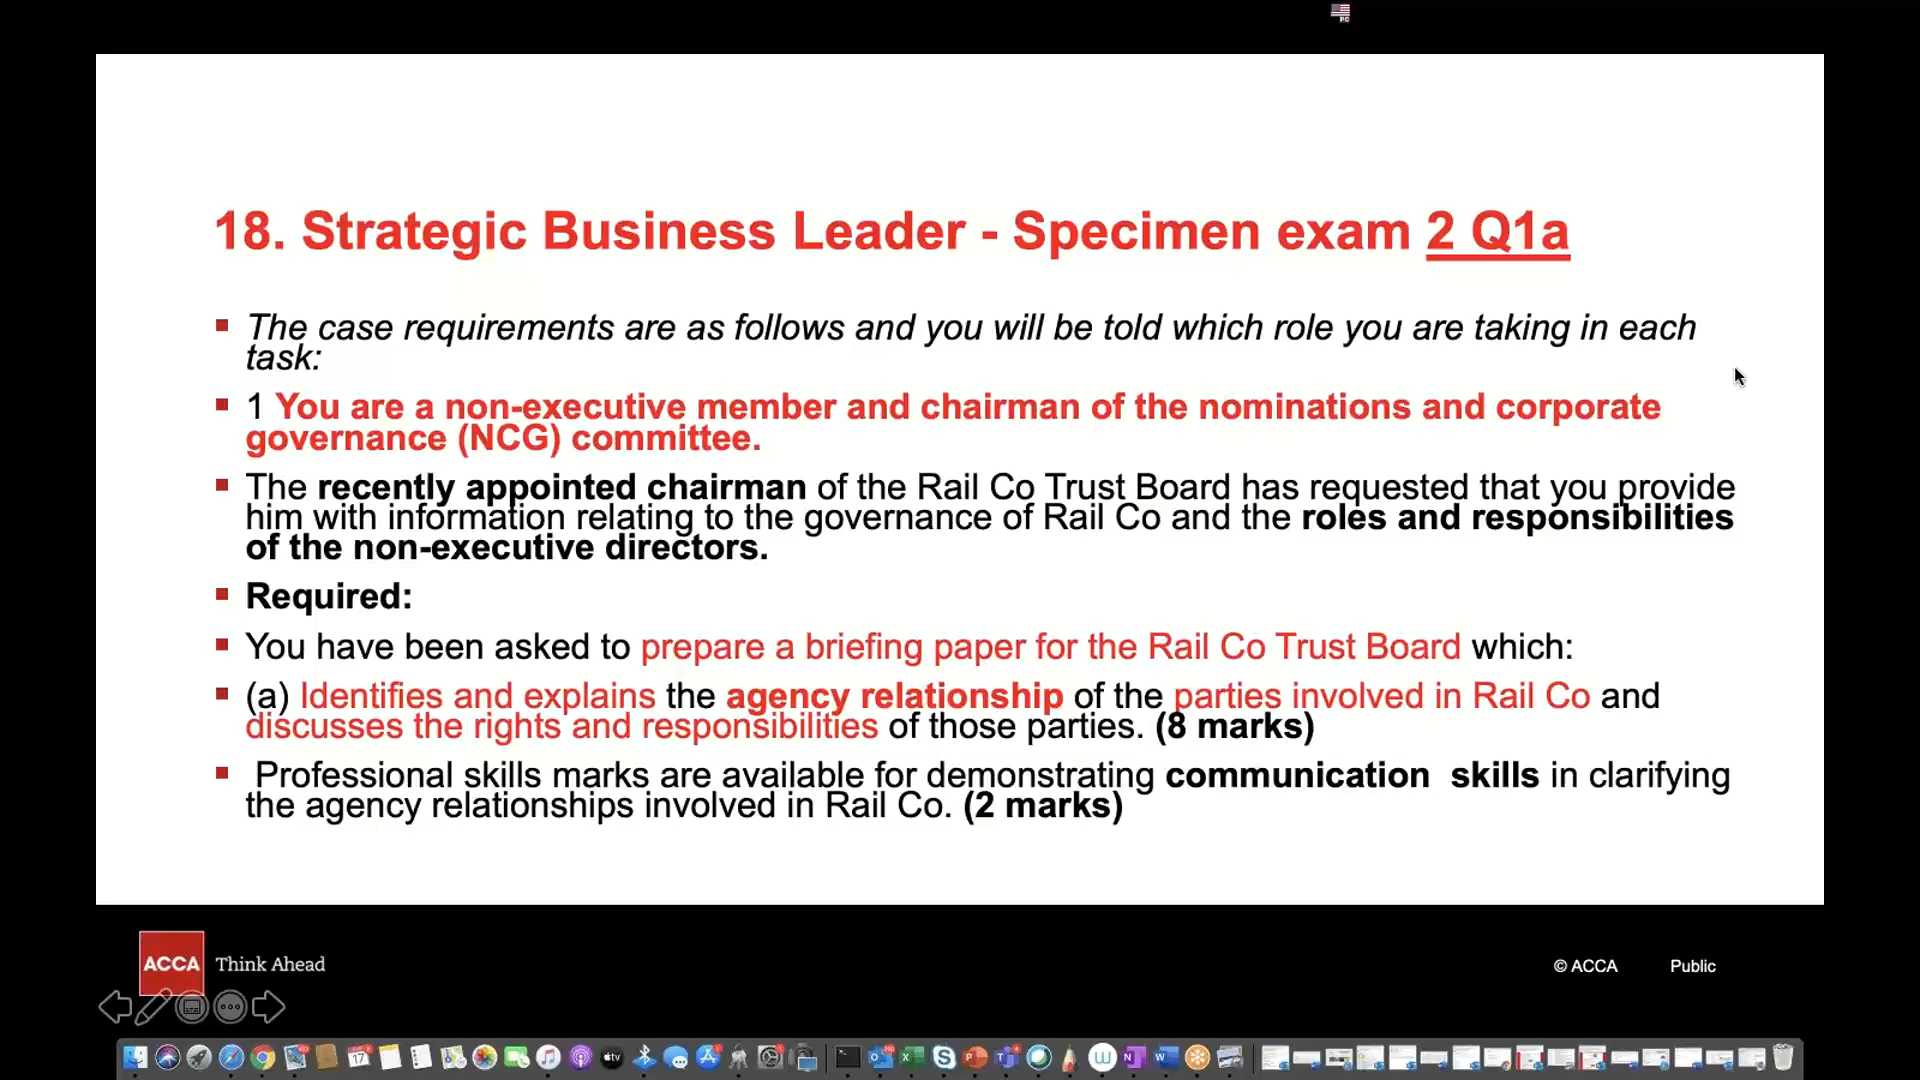 18. Strategic Business Leader - Specimen exam 2 Q1a
The case requirements are as follows and you will be told which role you are taking in each
task:
1 You are a non-executive member and chairman of the nominations and corporate
governance (NCG) committee.
The recently appointed chairman of the Rail Co Trust Board has requested that you provide
him with information relating to the governance of Rail Co and the roles and responsibilities
of the non-executive directors.
Required:
You have been asked to prepare a briefing paper for the Rail Co Trust Board which:
(a) Identifies and explains the agency relationship of the parties involved in Rail Co and
discusses the rights and responsibilities of those parties. (8 marks)
Professional skills marks are available for demonstrating communication skills in clarifying
the agency relationships involved in Rail Co. (2 marks)
ACCA Think Ahead
© ACCA Public